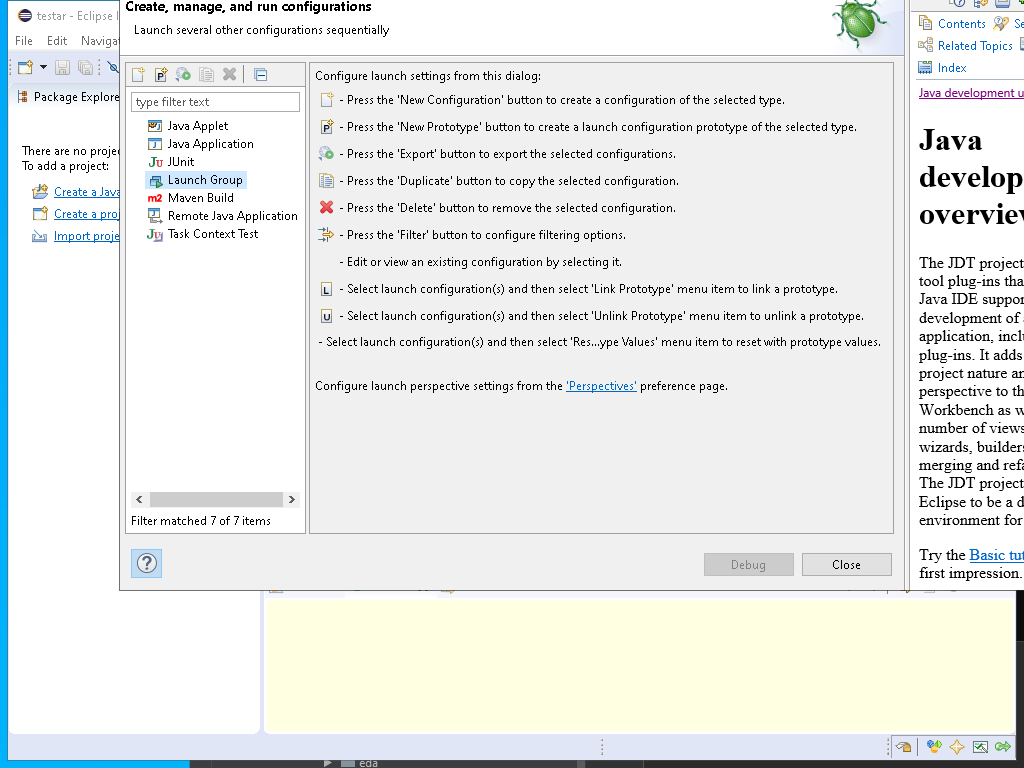 testar - Eclipse I
File Edit Naviga
Package Explore
There are no projec
To add a project:
Create a Java
Create a proj
Import proje
Create, manage, and run configurations
Launch several other configurations sequentially
type filter text
Java Applet
Java Application
JUnit
Launch Group
Maven Build
Remote Java Application
Task Context Test
Filter matched 7 of 7 items
Configure launch settings from this dialog:
- Press the 'New Configuration' button to create a configuration of the selected type.
- Press the 'New Prototype' button to create a launch configuration prototype of the selected type.
- Press the 'Export' button to export the selected configurations.
- Press the 'Duplicate' button to copy the selected configuration.
- Press the 'Delete' button to remove the selected configuration.
- Press the 'Filter' button to configure filtering options.
- Edit or view an existing configuration by selecting it.
- Select launch configuration(s) and then select 'Link Prototype' menu item to link a prototype.
- Select launch configuration(s) and then select 'Unlink Prototype' menu item to unlink a prototype.
- Select launch configuration(s) and then select 'Res...ype Values' menu item to reset with prototype values.
Configure launch perspective settings from the 'Perspectives' preference page.
Debug
Close
Contents Se
Related Topics
Index
Java development u
Java
develop
overview
The JDT project
tool plug-ins tha
Java IDE suppor
development of a
application, inclu
plug-ins. It adds
project nature an
perspective to th
Workbench as w
number of views
wizards, builders
merging and refa
The JDT project
Eclipse to be a d
environment for
Try the Basic tut
first impression.
eda